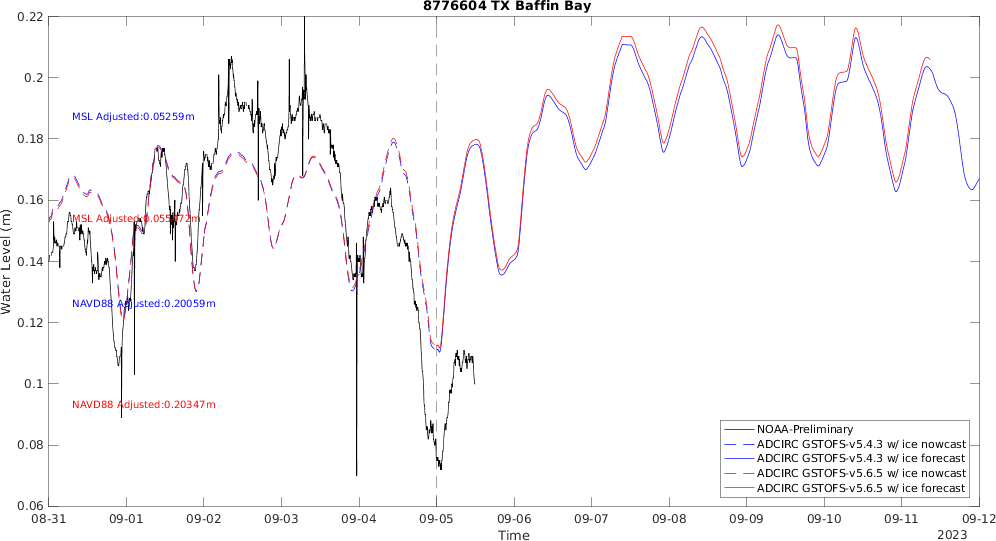 8776604 TX Baffin Bay
0.22
0.2
0.18
0.16
0.14
0.12
0.1
0.08
0.06
Water Level (m)
MSL Adjusted:0.05259m
NAVD88 Adjusted:0.20059m
NAVD88 Adjusted:0.20347m
NOAA-Preliminary
ADCIRC GSTOFS-v5.4.3 w/ ice nowcast
ADCIRC GSTOFS-v5.4.3 w/ ice forecast
ADCIRC GSTOFS-v5.6.5 w/ ice nowcast
ADCIRC GSTOFS-v5.6.5 w/ ice forecast
08-31 09-01 09-02 09-03 09-04 09-05 09-06 09-07 09-08 09-09 09-10 09-11 09-12
Time
2023
MSL Adjusted